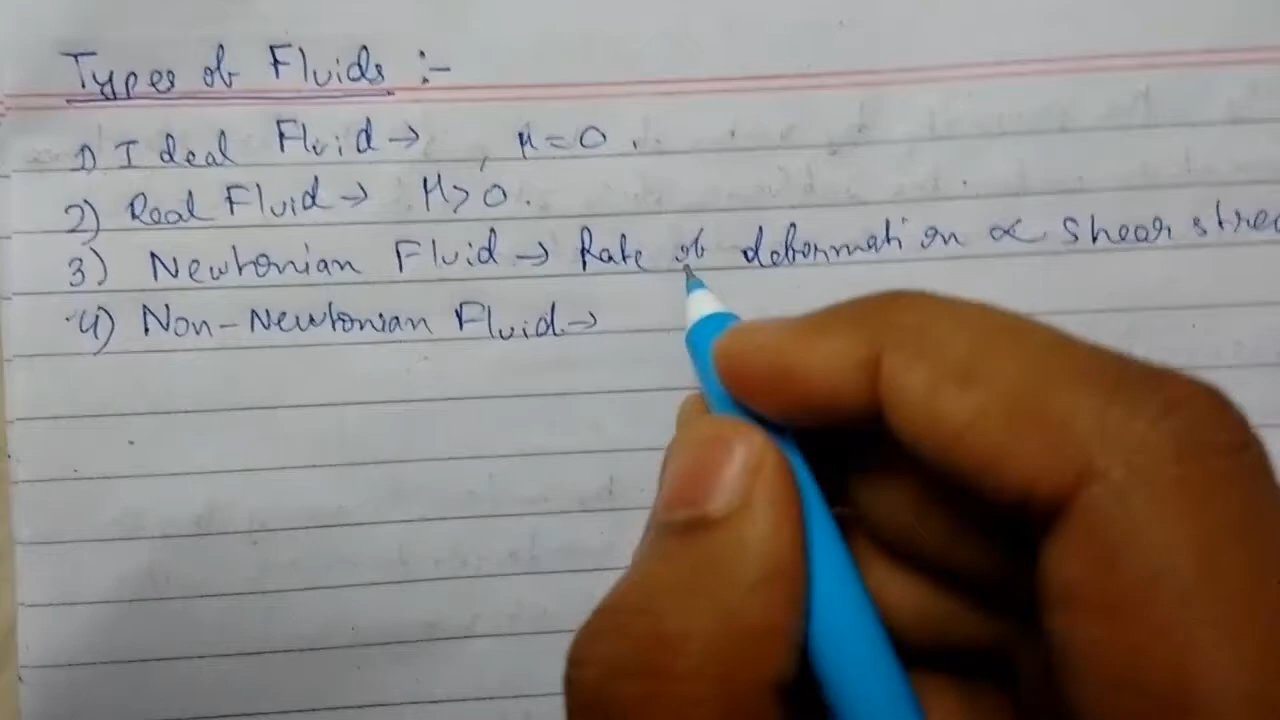 Types of Fluids :-
1) Ideal Fluid → , μ = 0 .
2) Real Fluid → μ > 0 .
3) Newtonian Fluid → Rate of deformation ∝ shear stre
4) Non-Newtonian Fluid →